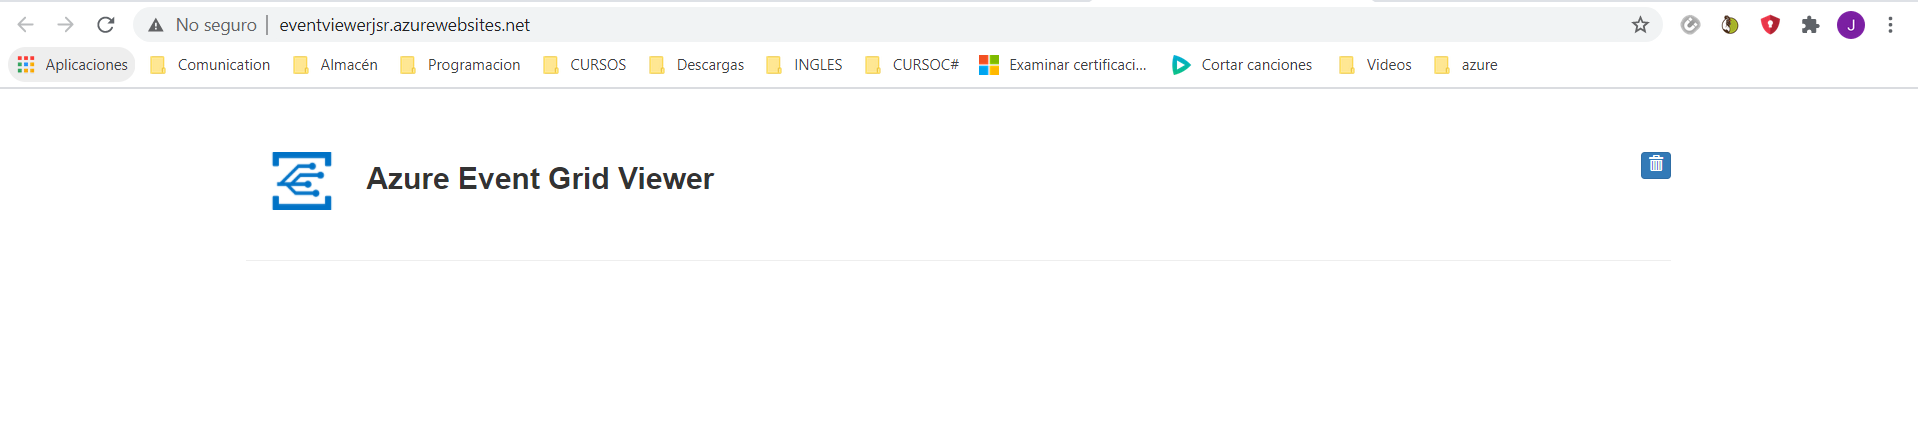 No seguro | eventviewerjsr.azurewebsites.net J
Aplicaciones Comunication Almacén Programacion CURSOS Descargas INGLES CURSOC# Examinar certificaci... Cortar canciones Videos azure
Azure Event Grid Viewer